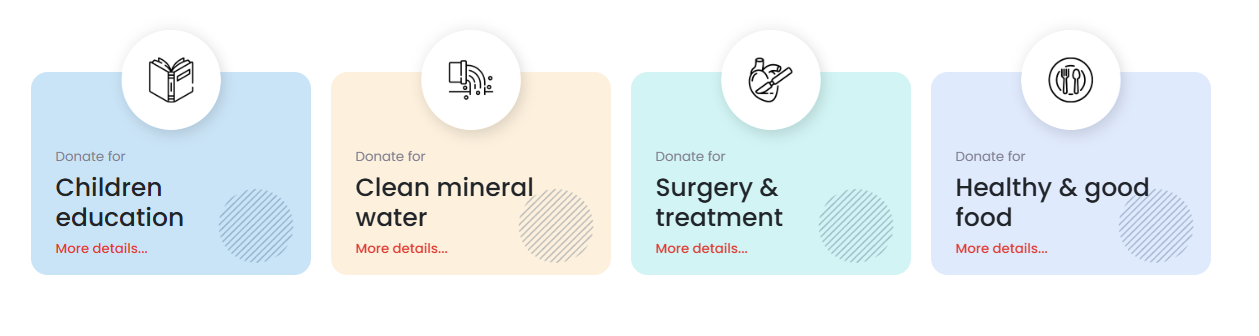 Donate for
Children
education
More details...
Donate for
Clean mineral
water
More details...
Donate for
Surgery &
treatment
More details...
Donate for
Healthy & good
food
More details...